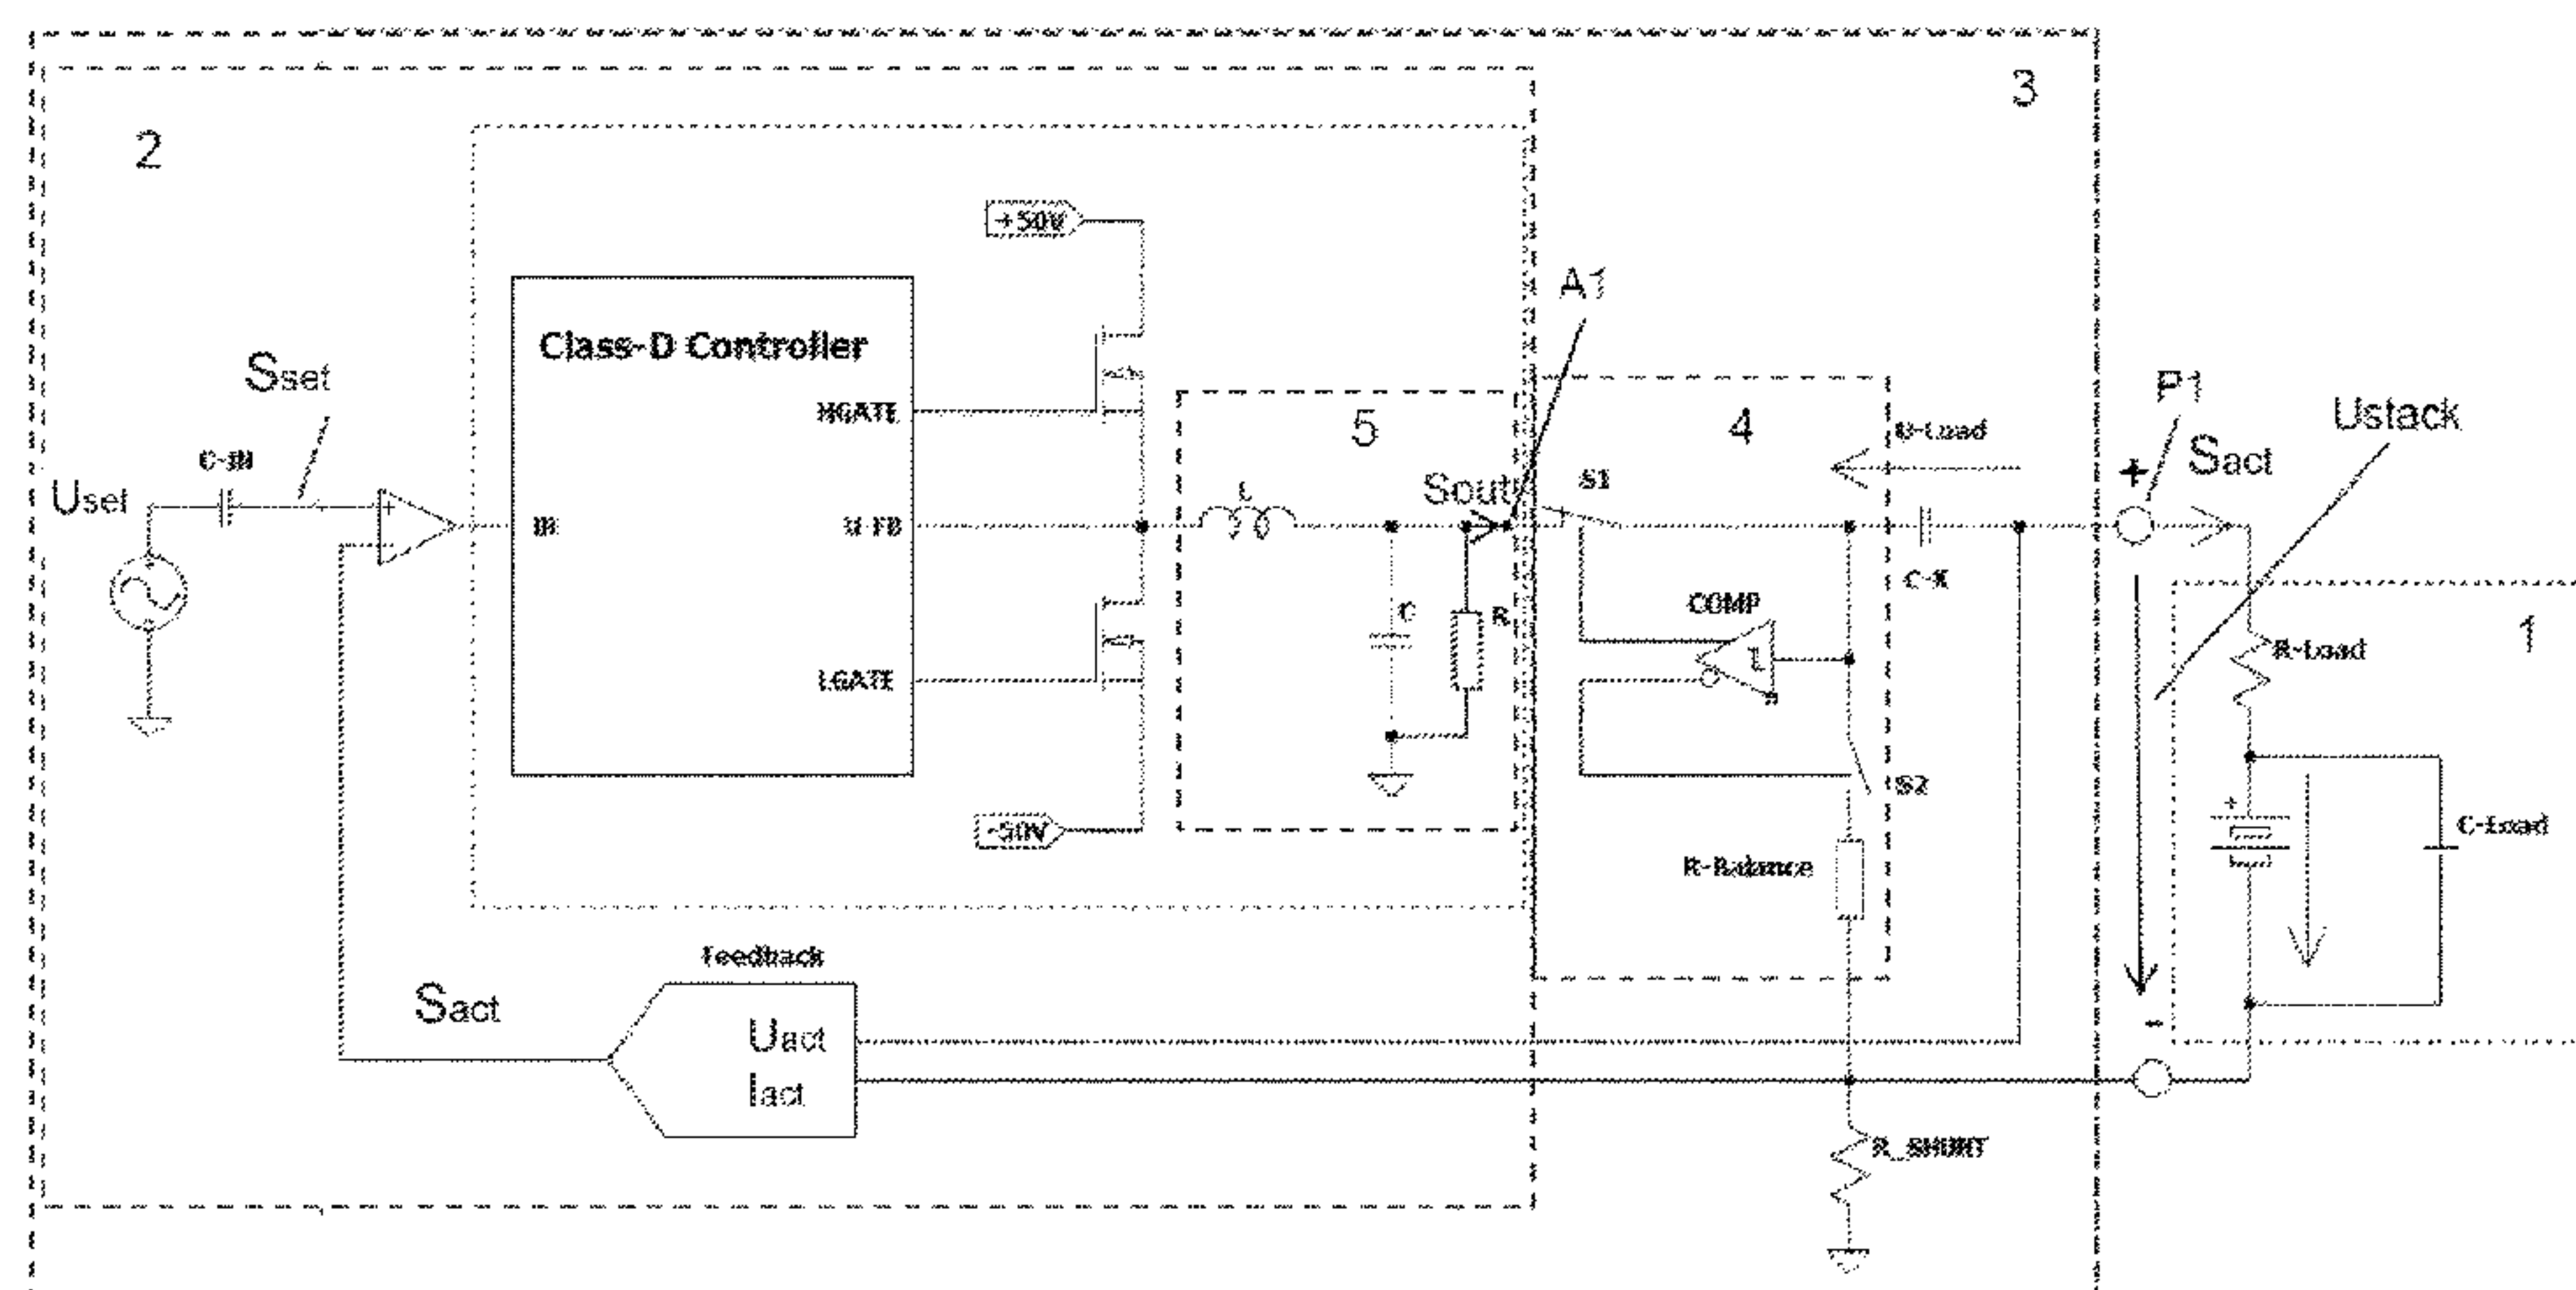 3
2
+50V
A1
Class-D Controller
Sset
HGATE
5
4
U-Load
P1
Ustack
C-IN
Uset
Sout
S1
+
Sact
L
IN
U-FB
C-K
COMP
C
R
1
R-Load
LGATE
S2
+
C-Load
-50V
R-Balance
Feedback
Sact
Uact
-
Iact
R_SHUNT